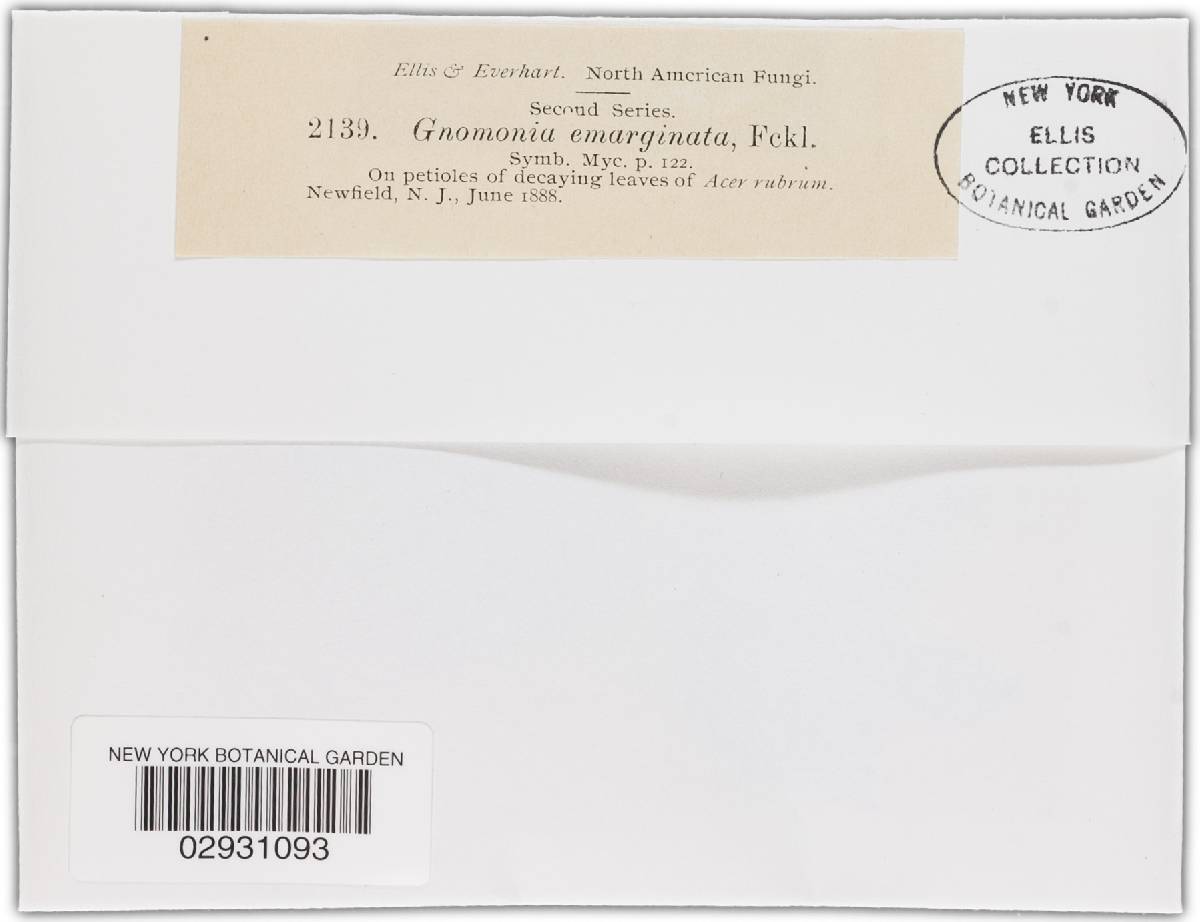 Ellis & Everhart. North American Fungi.
Second Series.
2139. Gnomonia emarginata, Fckl.
Symb. Myc. p. 122.
On petioles of decaying leaves of Acer rubrum.
Newfield, N. J., June 1888.
NEW YORK
ELLIS
COLLECTION
BOTANICAL GARDEN
NEW YORK BOTANICAL GARDEN
02931093